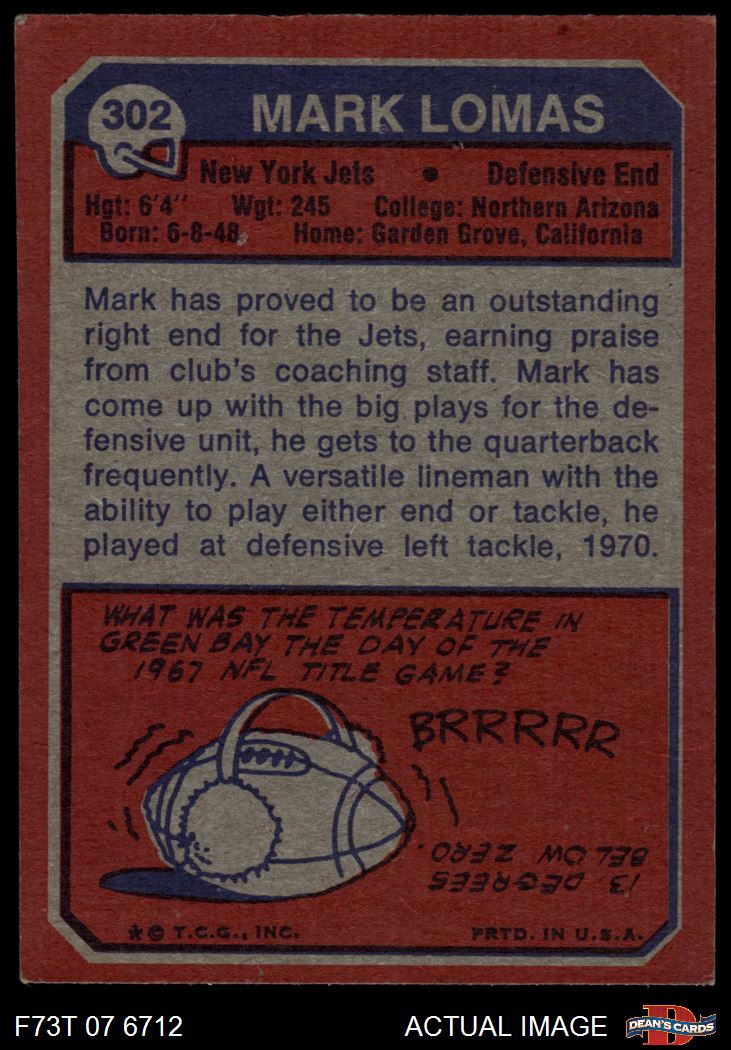 302 MARK LOMAS
New York Jets • Defensive End
Hgt: 6'4" Wgt: 245 College: Northern Arizona
Born: 6-8-48 Home: Garden Grove, California
Mark has proved to be an outstanding
right end for the Jets, earning praise
from club's coaching staff. Mark has
come up with the big plays for the de-
fensive unit, he gets to the quarterback
frequently. A versatile lineman with the
ability to play either end or tackle, he
played at defensive left tackle, 1970.
WHAT WAS THE TEMPERATURE IN
GREEN BAY THE DAY OF THE
1967 NFL TITLE GAME?
BRRRRR
13 DEGREES
BELOW ZERO.
* © T.C.G., INC. PRTD. IN U.S.A.
F73T 07 6712 ACTUAL IMAGE DEAN'S CARDS